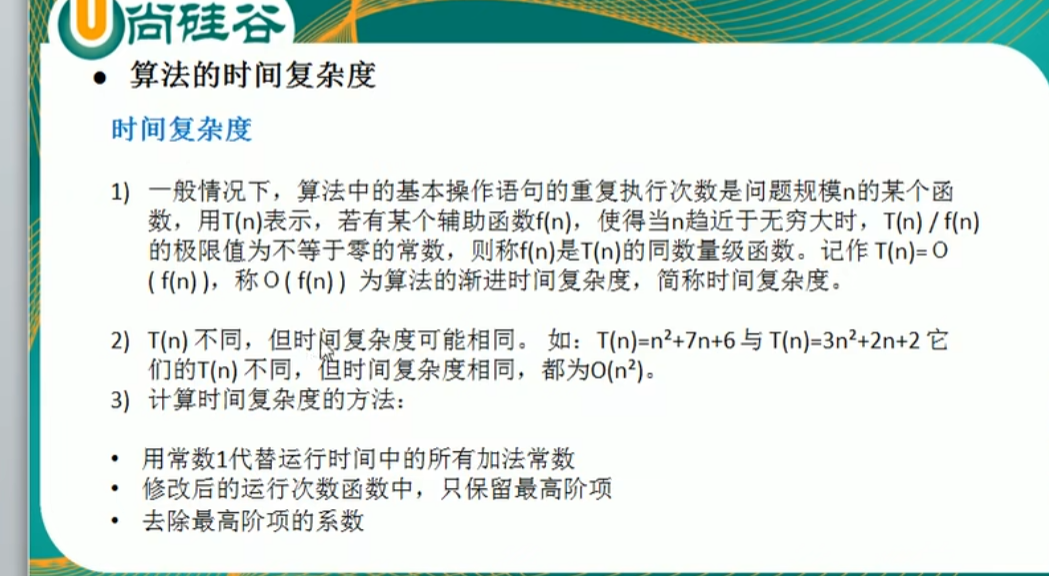 尚硅谷
● 算法的时间复杂度
时间复杂度
1) 一般情况下，算法中的基本操作语句的重复执行次数是问题规模n的某个函
数，用T(n)表示，若有某个辅助函数f(n)，使得当n趋近于无穷大时，T(n) / f(n)
的极限值为不等于零的常数，则称f(n)是T(n)的同数量级函数。记作 T(n)=Ｏ
( f(n) )，称Ｏ( f(n) ) 为算法的渐进时间复杂度，简称时间复杂度。
2) T(n) 不同，但时间复杂度可能相同。 如：T(n)=n²+7n+6 与 T(n)=3n²+2n+2 它
们的T(n) 不同，但时间复杂度相同，都为O(n²)。
3) 计算时间复杂度的方法：
• 用常数1代替运行时间中的所有加法常数
• 修改后的运行次数函数中，只保留最高阶项
• 去除最高阶项的系数